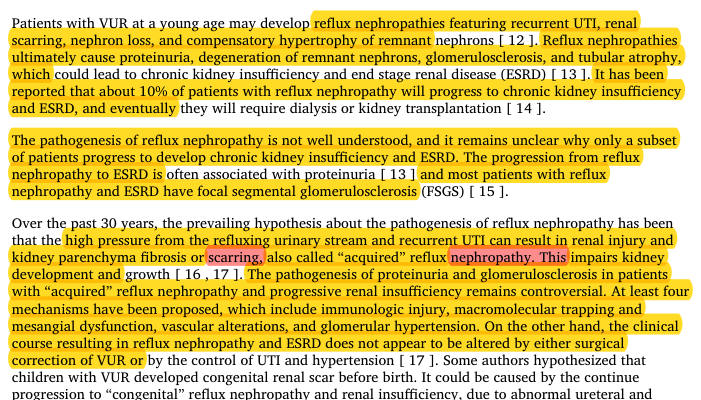 Patients with VUR at a young age may develop reflux nephropathies featuring recurrent UTI, renal
scarring, nephron loss, and compensatory hypertrophy of remnant nephrons [ 12 ]. Reflux nephropathies
ultimately cause proteinuria, degeneration of remnant nephrons, glomerulosclerosis, and tubular atrophy,
which could lead to chronic kidney insufficiency and end stage renal disease (ESRD) [ 13 ]. It has been
reported that about 10% of patients with reflux nephropathy will progress to chronic kidney insufficiency
and ESRD, and eventually they will require dialysis or kidney transplantation [ 14 ].
The pathogenesis of reflux nephropathy is not well understood, and it remains unclear why only a subset
of patients progress to develop chronic kidney insufficiency and ESRD. The progression from reflux
nephropathy to ESRD is often associated with proteinuria [ 13 ] and most patients with reflux
nephropathy and ESRD have focal segmental glomerulosclerosis (FSGS) [ 15 ].
Over the past 30 years, the prevailing hypothesis about the pathogenesis of reflux nephropathy has been
that the high pressure from the refluxing urinary stream and recurrent UTI can result in renal injury and
kidney parenchyma fibrosis or scarring, also called “acquired” reflux nephropathy. This impairs kidney
development and growth [ 16 , 17 ]. The pathogenesis of proteinuria and glomerulosclerosis in patients
with “acquired” reflux nephropathy and progressive renal insufficiency remains controversial. At least four
mechanisms have been proposed, which include immunologic injury, macromolecular trapping and
mesangial dysfunction, vascular alterations, and glomerular hypertension. On the other hand, the clinical
course resulting in reflux nephropathy and ESRD does not appear to be altered by either surgical
correction of VUR or by the control of UTI and hypertension [ 17 ]. Some authors hypothesized that
children with VUR developed congenital renal scar before birth. It could be caused by the continue
progression to “congenital” reflux nephropathy and renal insufficiency, due to abnormal ureteral and